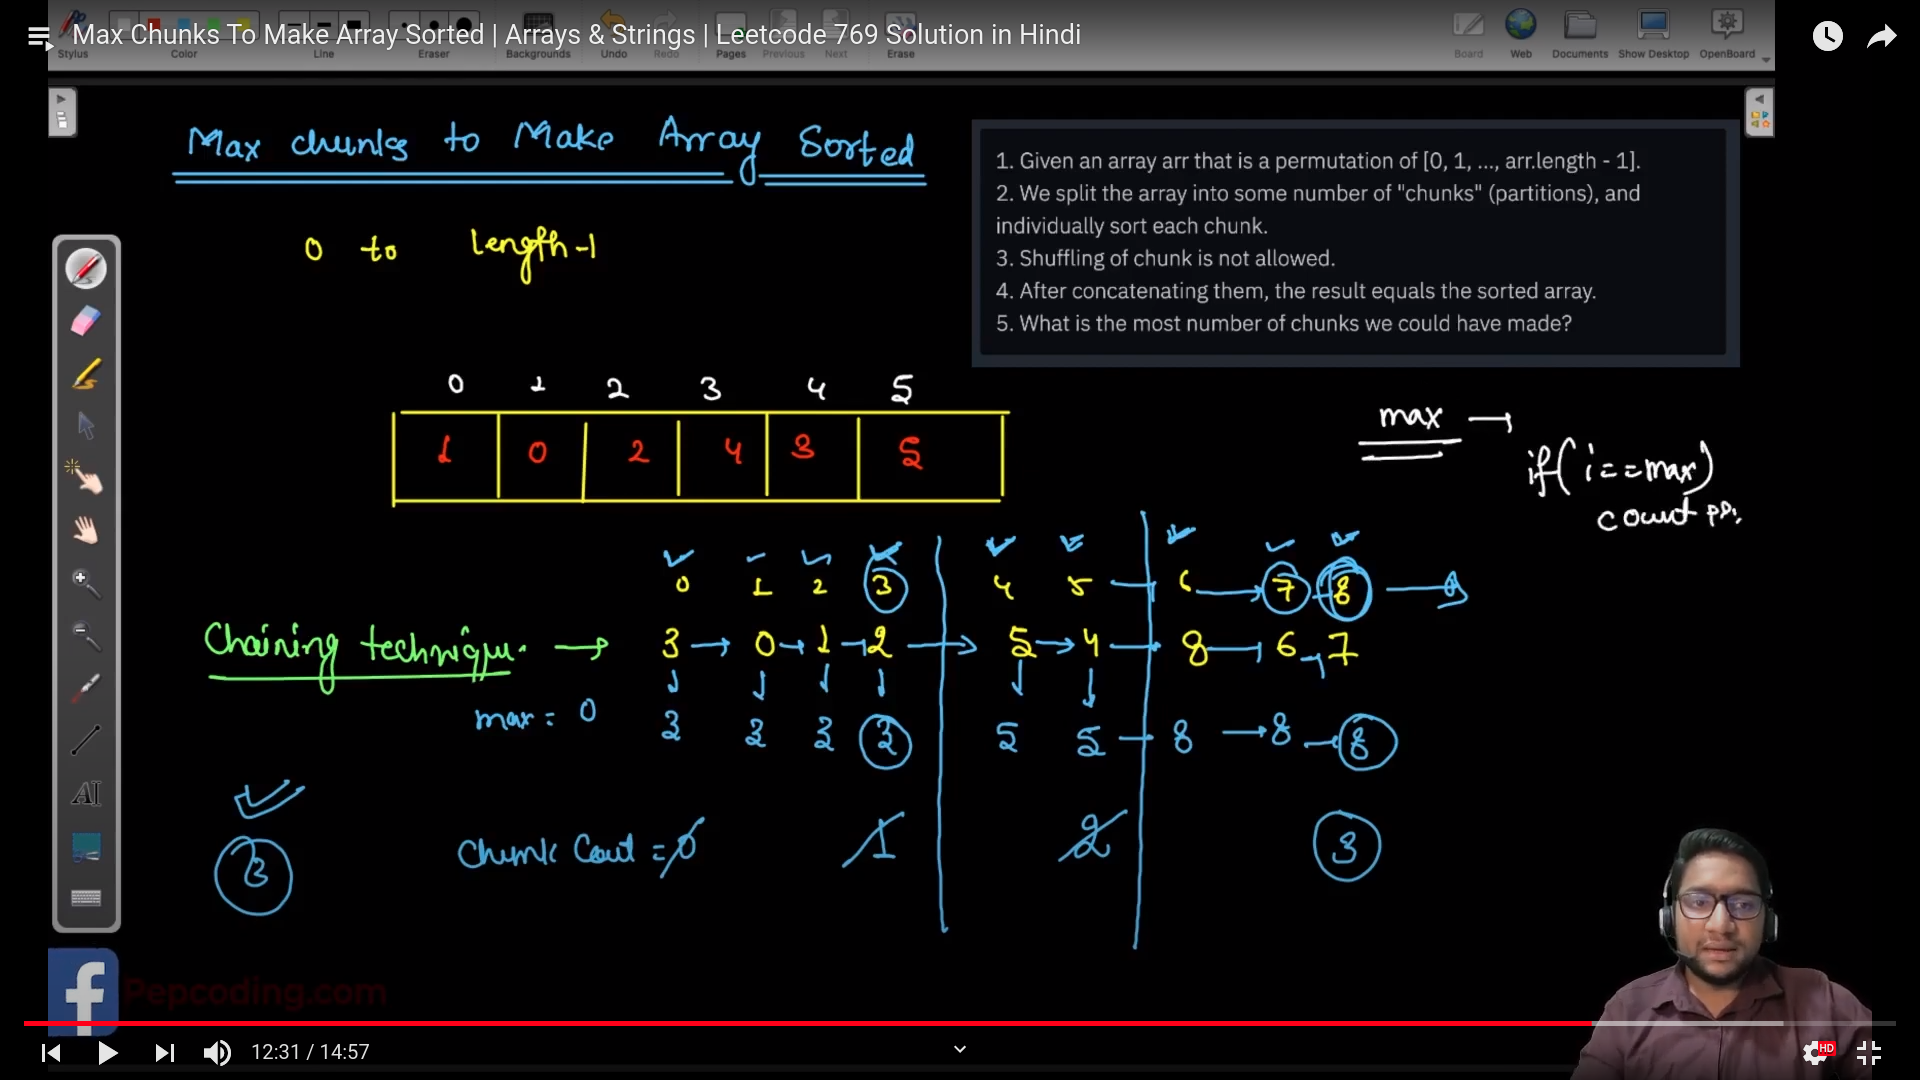 Max Chunks To Make Array Sorted | Arrays & Strings | Leetcode 769 Solution in Hindi
Stylus Color Line Eraser Backgrounds Undo Redo Pages Previous Next Erase Board Web Documents Show Desktop OpenBoard
Max chunks to Make Array Sorted
1. Given an array arr that is a permutation of [0, 1, ..., arr.length - 1].
2. We split the array into some number of "chunks" (partitions), and
individually sort each chunk.
3. Shuffling of chunk is not allowed.
4. After concatenating them, the result equals the sorted array.
5. What is the most number of chunks we could have made?
0 to length-1
0 1 2 3 4 5
1 0 2 4 3 5
max →
if(i==max)
count
0 1 2 3 4 5 6 7 8
Chaining technique → 3 → 0 → 1 → 2 → 5 → 4 → 8 → 6 → 7
max = 0 3 3 3 3 5 5 8 → 8 → 8
3 Chunk Cout = 0 1 2 3
AI
f Pepcoding.com
12:31 / 14:57
HD